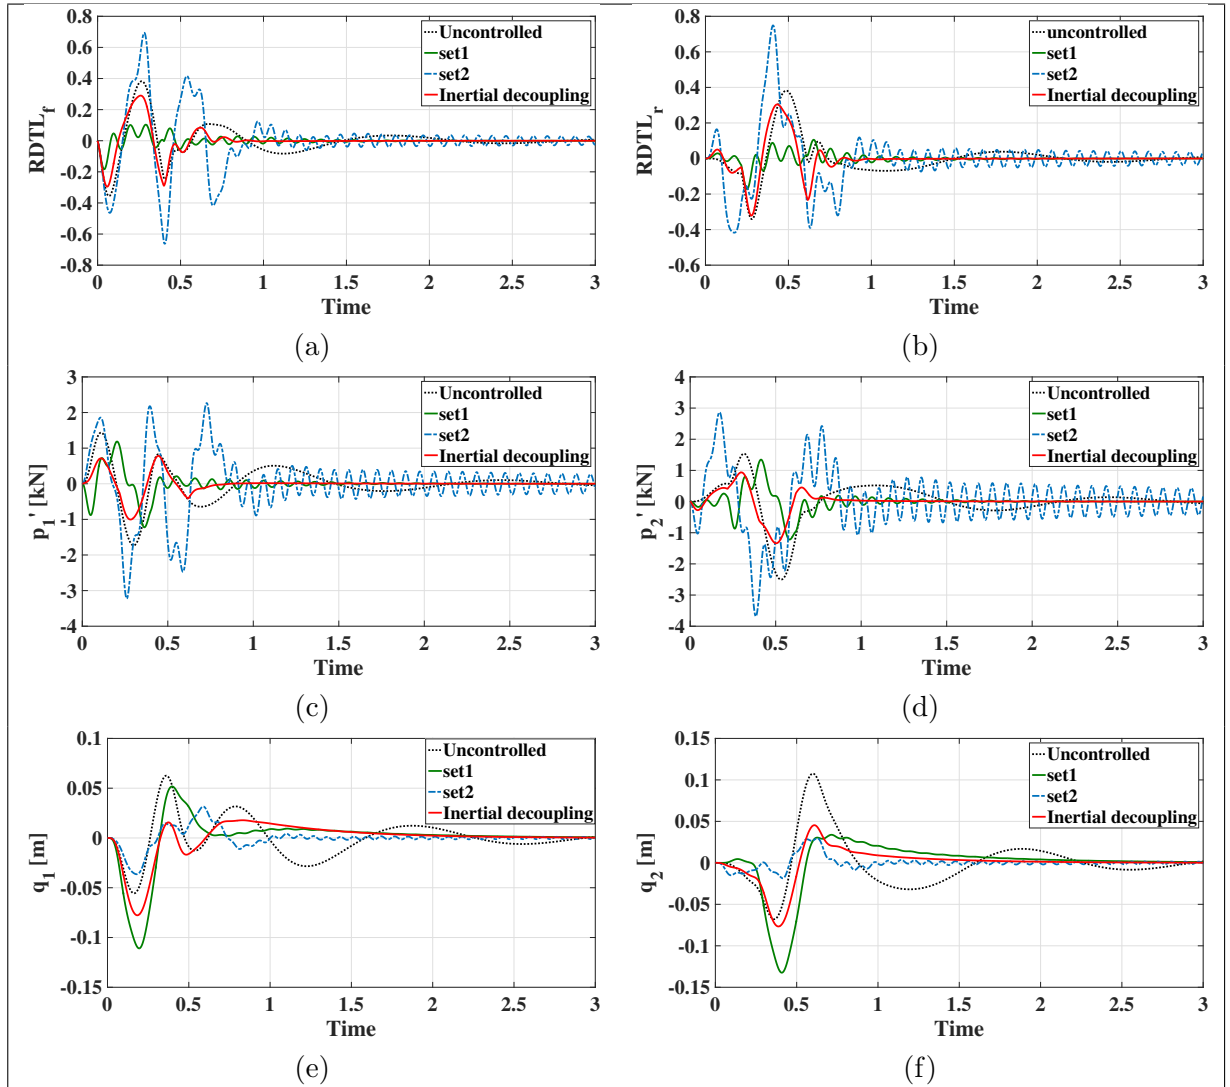 0.8
0.6
0.4
0.2
0
-0.2
-0.4
-0.6
-0.8
RDTL_f
Uncontrolled
set1
set2
Inertial decoupling
0 0.5 1 1.5 2 2.5 3
Time
(a)
0.8
0.6
0.4
0.2
0
-0.2
-0.4
-0.6
RDTL_r
uncontrolled
set1
set2
Inertial decoupling
0 0.5 1 1.5 2 2.5 3
Time
(b)
3
2
1
0
-1
-2
-3
-4
p_1' [kN]
Uncontrolled
set1
set2
Inertial decoupling
0 0.5 1 1.5 2 2.5 3
Time
(c)
4
3
2
1
0
-1
-2
-3
-4
p_2' [kN]
Uncontrolled
set1
set2
Inertial decoupling
0 0.5 1 1.5 2 2.5 3
Time
(d)
0.1
0.05
0
-0.05
-0.1
-0.15
q_1 [m]
Uncontrolled
set1
set2
Inertial decoupling
0 0.5 1 1.5 2 2.5 3
Time
(e)
0.15
0.1
0.05
0
-0.05
-0.1
-0.15
q_2 [m]
Uncontrolled
set1
set2
Inertial decoupling
0 0.5 1 1.5 2 2.5 3
Time
(f)